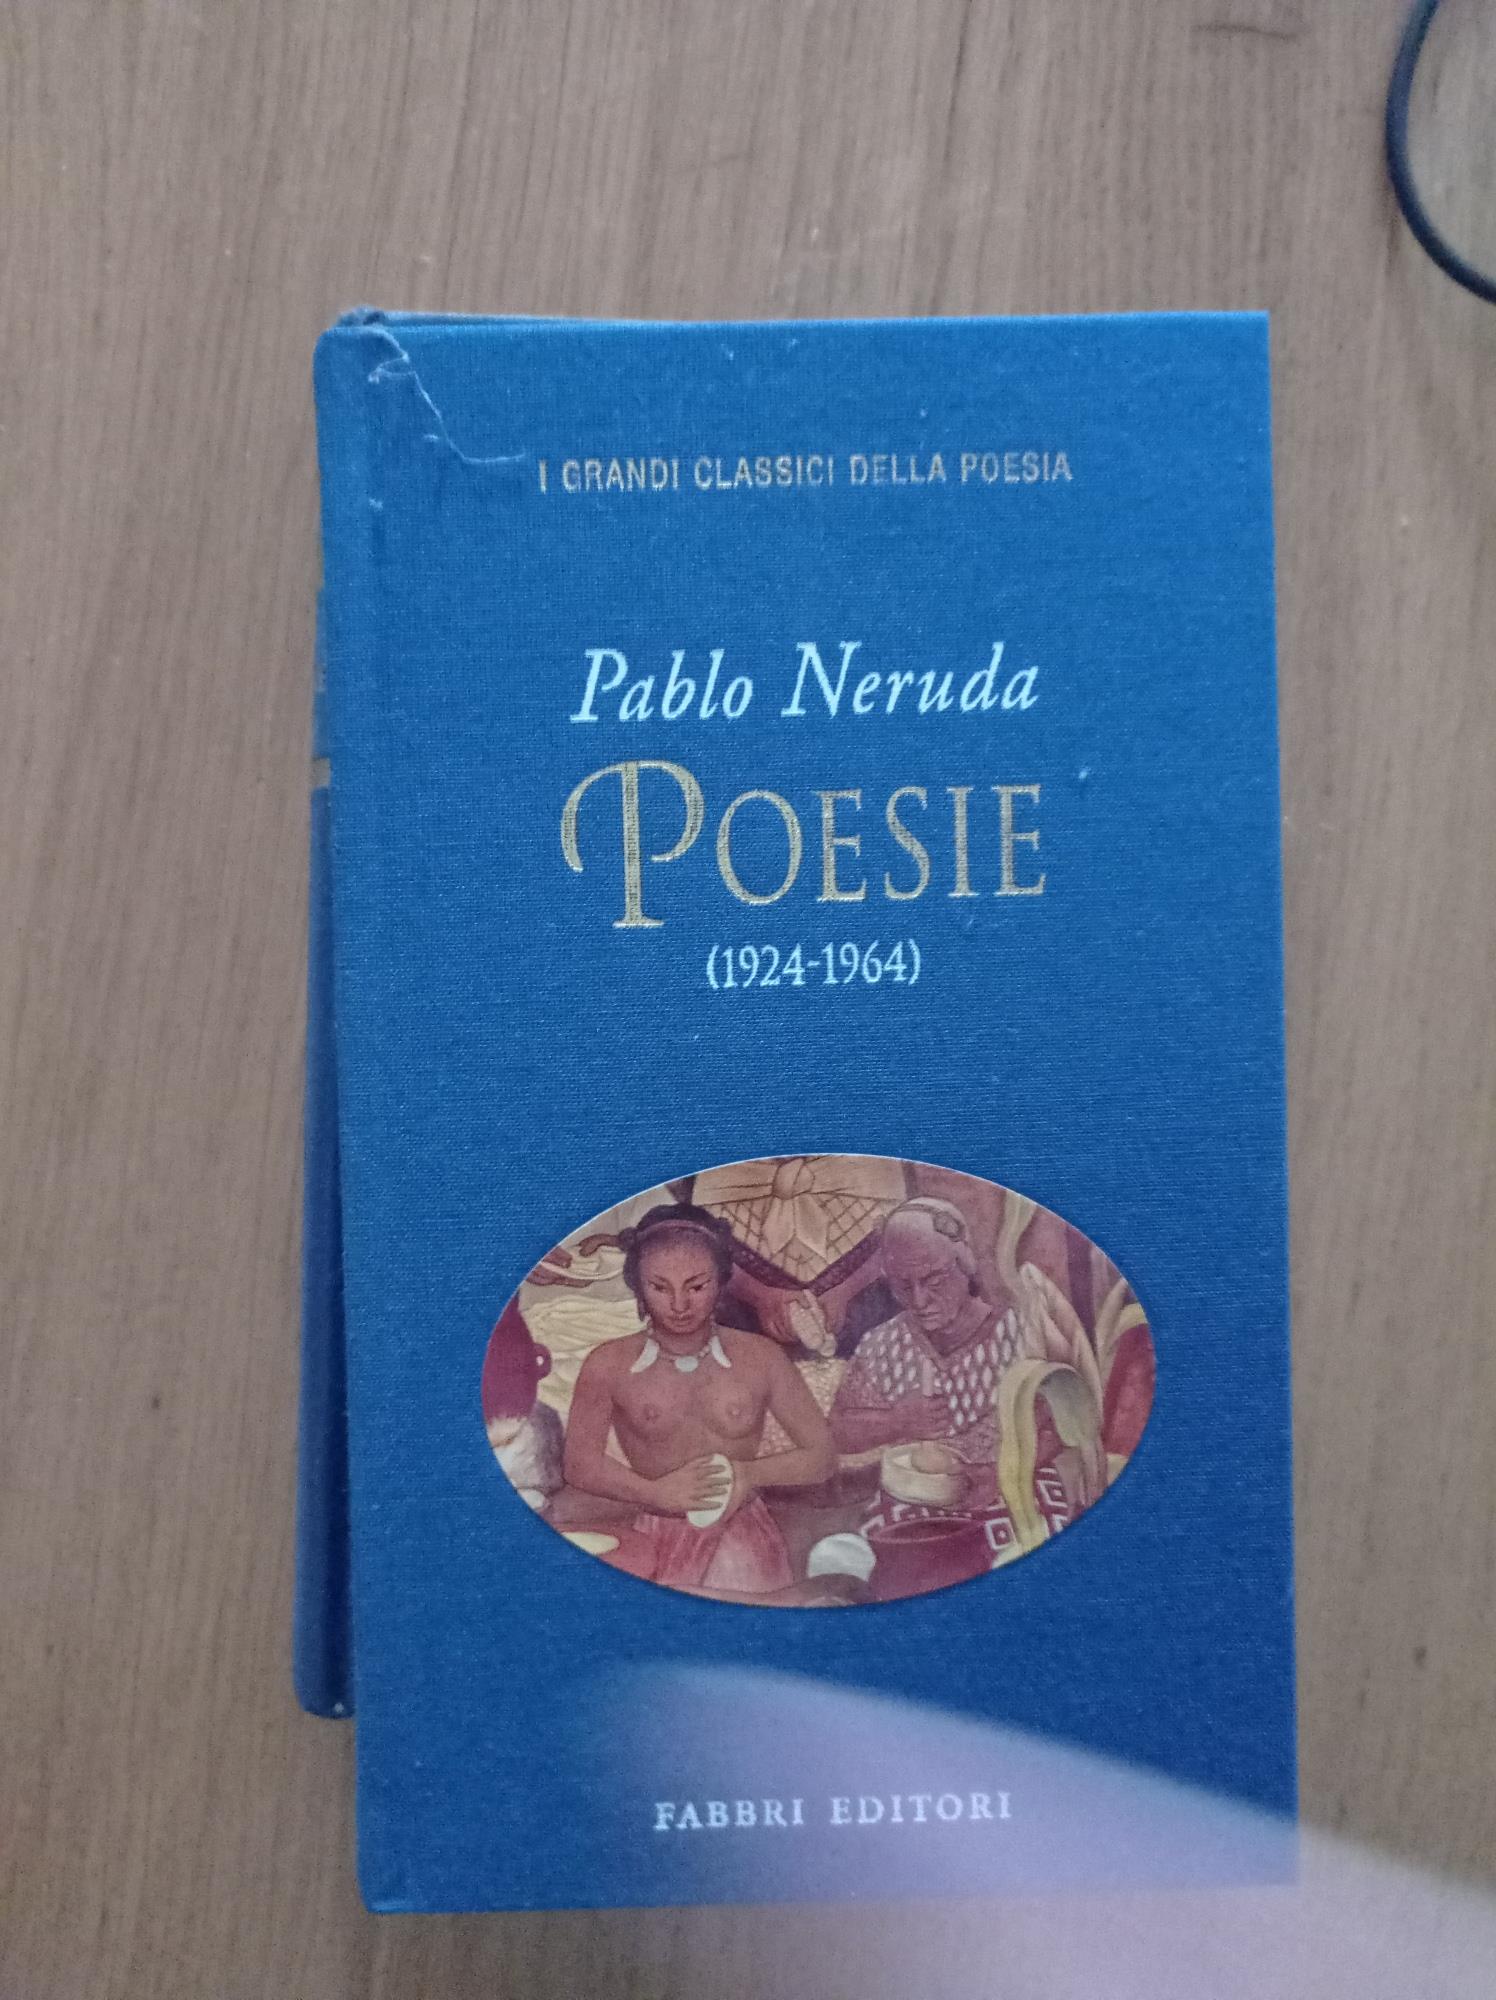 I GRANDI CLASSICI DELLA POESIA
Pablo Neruda
POESIE
(1924-1964)
FABBRI EDITORI